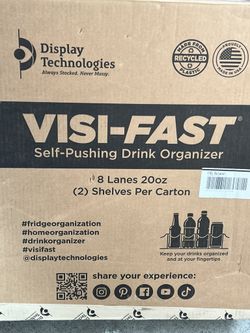 Display
Technologies
Always Stocked. Never Messy.
MADE FROM
RECYCLED
PLASTIC
VISI-FAST®
Self-Pushing Drink Organizer
8 Lanes 20oz
(2) Shelves Per Carton
#fridgeorganization
#homeorganization
#drinkorganizer
#visifast
@displaytechnologies
Keep your drinks organized
and at your fingertips
share your experience: